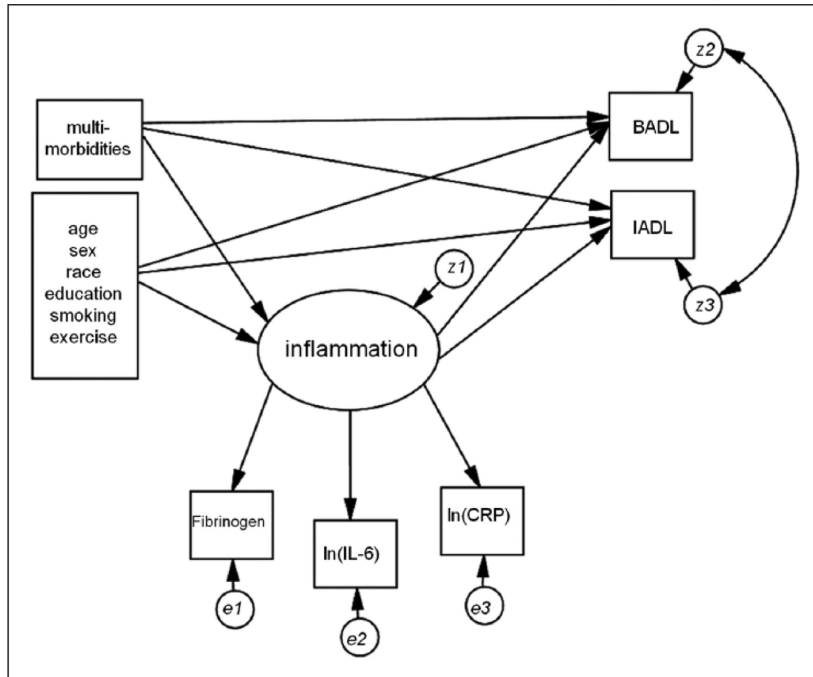 z2
multi-
morbidities
BADL
age
sex
race
education
smoking
exercise
IADL
z1
z3
inflammation
Fibrinogen
ln(IL-6)
ln(CRP)
e1
e2
e3